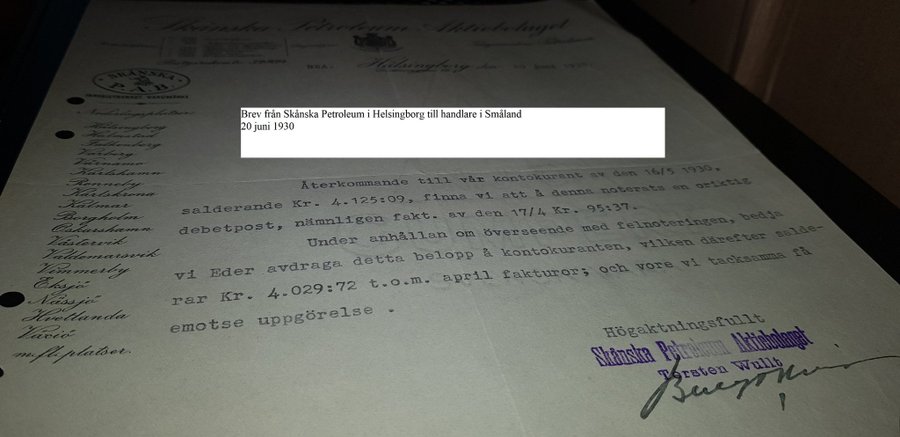 Skånska Petroleum Aktiebolaget
Helsingborg
SKÅNSKA
P.A.B.
Nederlagsplatser:
Helsingborg
Halmstad
Falkenberg
Varberg
Värnamo
Karlshamn
Ronneby
Karlskrona
Kalmar
Borgholm
Oskarshamn
Västervik
Valdemarsvik
Vimmerby
Eksjö
Nässjö
Hvetlanda
Växiö
m.fl. platser.
Brev från Skånska Petroleum i Helsingborg till handlare i Småland
20 juni 1930
Återkommande till vår kontokurant av den 16/5 1930,
salderande Kr. 4.125:09, finna vi att å denna noterats en oriktig
debetpost, nämnligen fakt. av den 17/4 Kr. 95:37.
Under anhållan om överseende med felnoteringen, bedja
vi Eder avdraga detta belopp å kontokuranten, vilken därefter salde-
rar Kr. 4.029:72 t.o.m. april fakturor; och vore vi tacksamma få
emotse uppgörelse .
Högaktningsfullt
Skånska Petroleum Aktiebolaget
Torsten Wullt